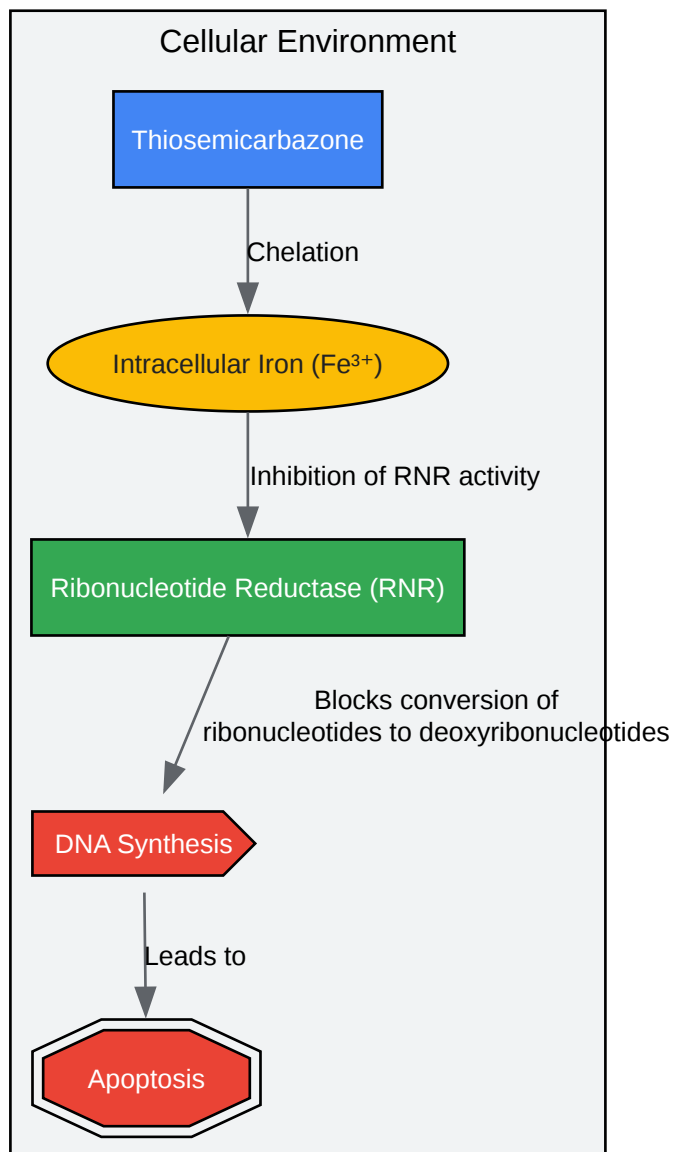 Cellular Environment
Thiosemicarbazone
Chelation
Intracellular Iron (Fe³⁺)
Inhibition of RNR activity
Ribonucleotide Reductase (RNR)
Blocks conversion of
ribonucleotides to deoxyribonucleotides
DNA Synthesis
Leads to
Apoptosis